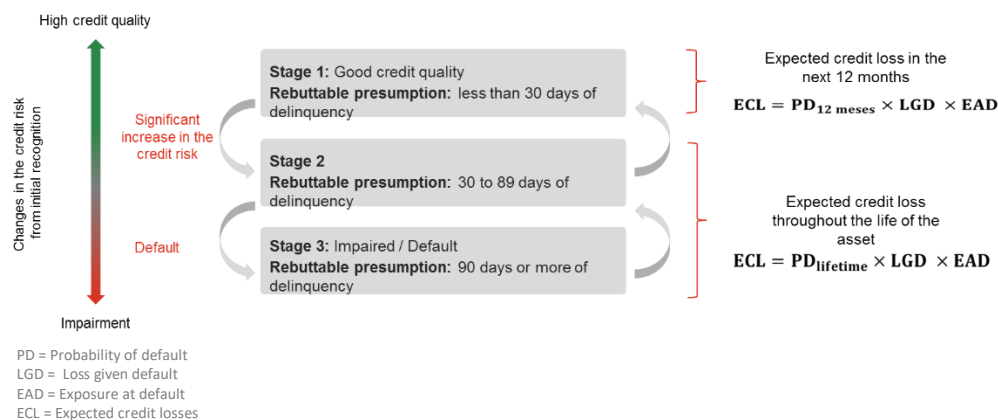 High credit quality
Changes in the credit risk
from initial recognition
Significant
increase in the
credit risk
Default
Impairment
Stage 1: Good credit quality
Rebuttable presumption: less than 30 days of
delinquency
Stage 2
Rebuttable presumption: 30 to 89 days of
delinquency
Stage 3: Impaired / Default
Rebuttable presumption: 90 days or more of
delinquency
Expected credit loss in the
next 12 months
ECL = PD12 meses × LGD × EAD
Expected credit loss
throughout the life of the
asset
ECL = PDlifetime × LGD × EAD
PD = Probability of default
LGD = Loss given default
EAD = Exposure at default
ECL = Expected credit losses